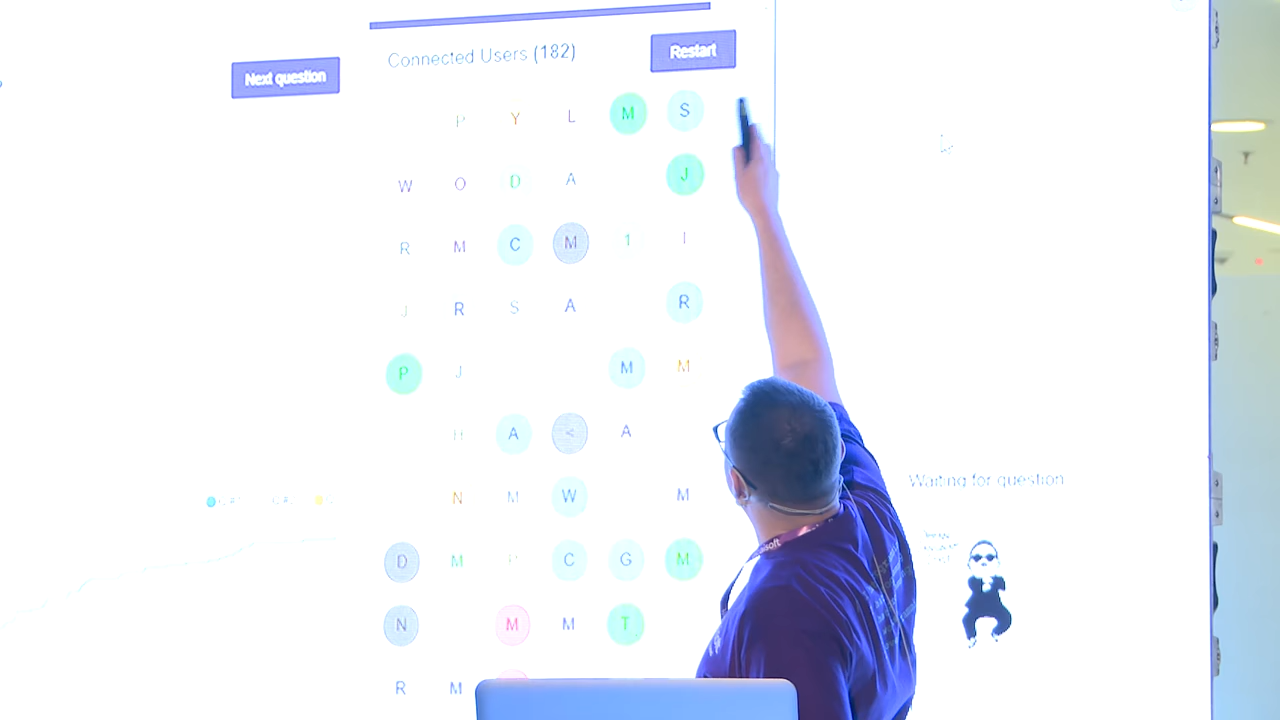 Connected Users (182)
Restart
Next question
P Y L M S
W O D A J
R M C M 1 I
J R S A R
P J M M
H A < A
N M W M
D M P C G M
N M M T
R M
Waiting for question